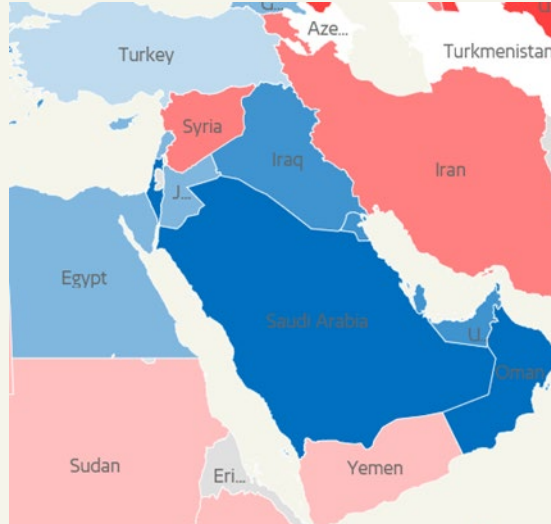 G...
Aze...
Turkey
Turkmenistan
Syria
Iraq
Iran
J...
Egypt
Saudi Arabia
U...
Oman
Sudan
Eri...
Yemen